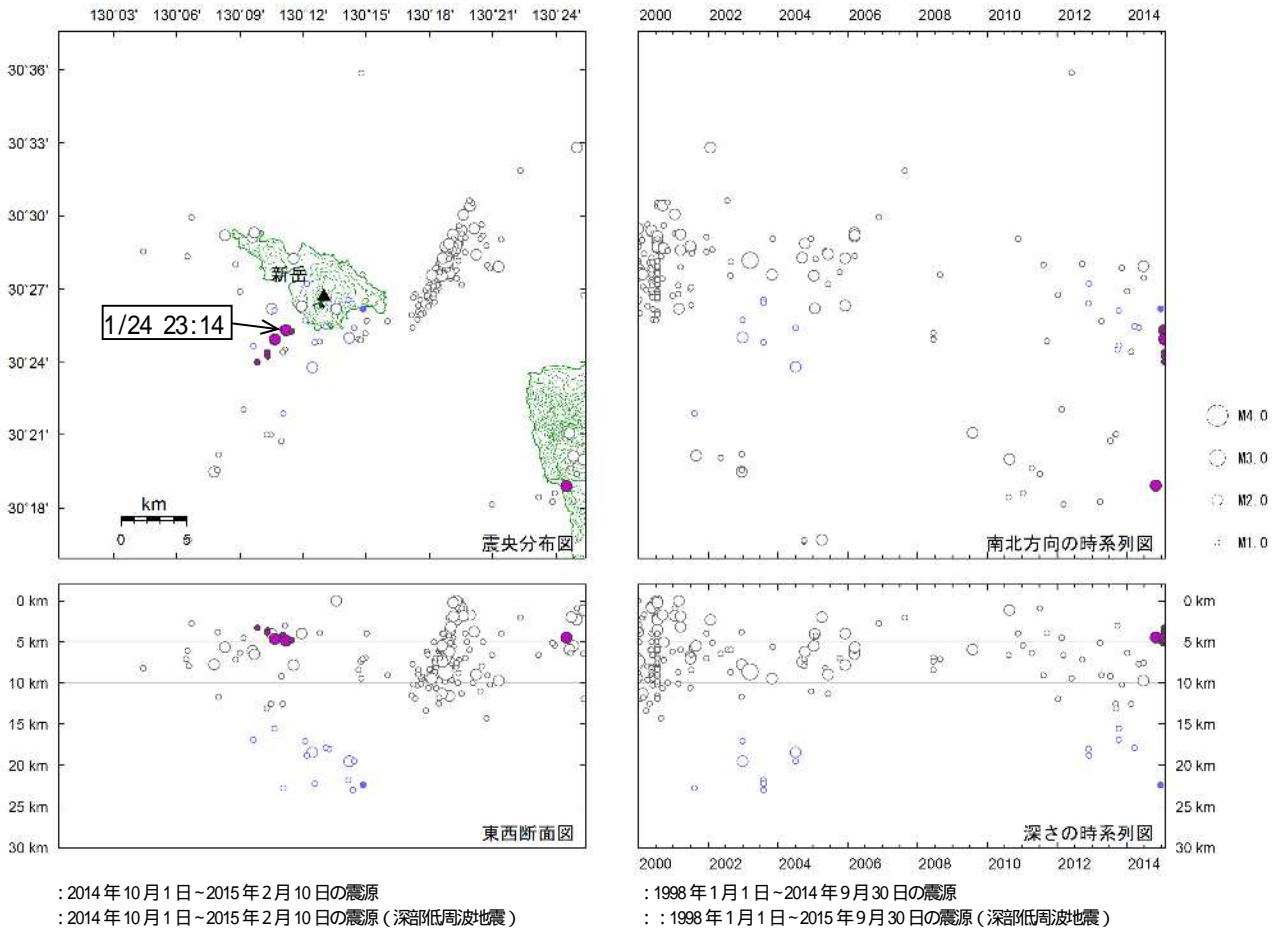 130°03' 130°06' 130°09' 130°12' 130°15' 130°18' 130°21' 130°24'
2000 2002 2004 2006 2008 2010 2012 2014
30°36'
30°33'
30°30'
30°27'
30°24'
30°21'
30°18'
新岳
1/24 23:14
km
0 5
震央分布図
南北方向の時系列図
M4.0
M3.0
M2.0
M1.0
0 km
5 km
10 km
15 km
20 km
25 km
30 km
東西断面図
深さの時系列図
0 km
5 km
10 km
15 km
20 km
25 km
30 km
2000 2002 2004 2006 2008 2010 2012 2014
: 2014年10月1日~2015年2月10日の震源
: 2014年10月1日~2015年2月10日の震源(深部低周波地震)
: 1998年1月1日~2014年9月30日の震源
: : 1998年1月1日~2015年9月30日の震源(深部低周波地震)